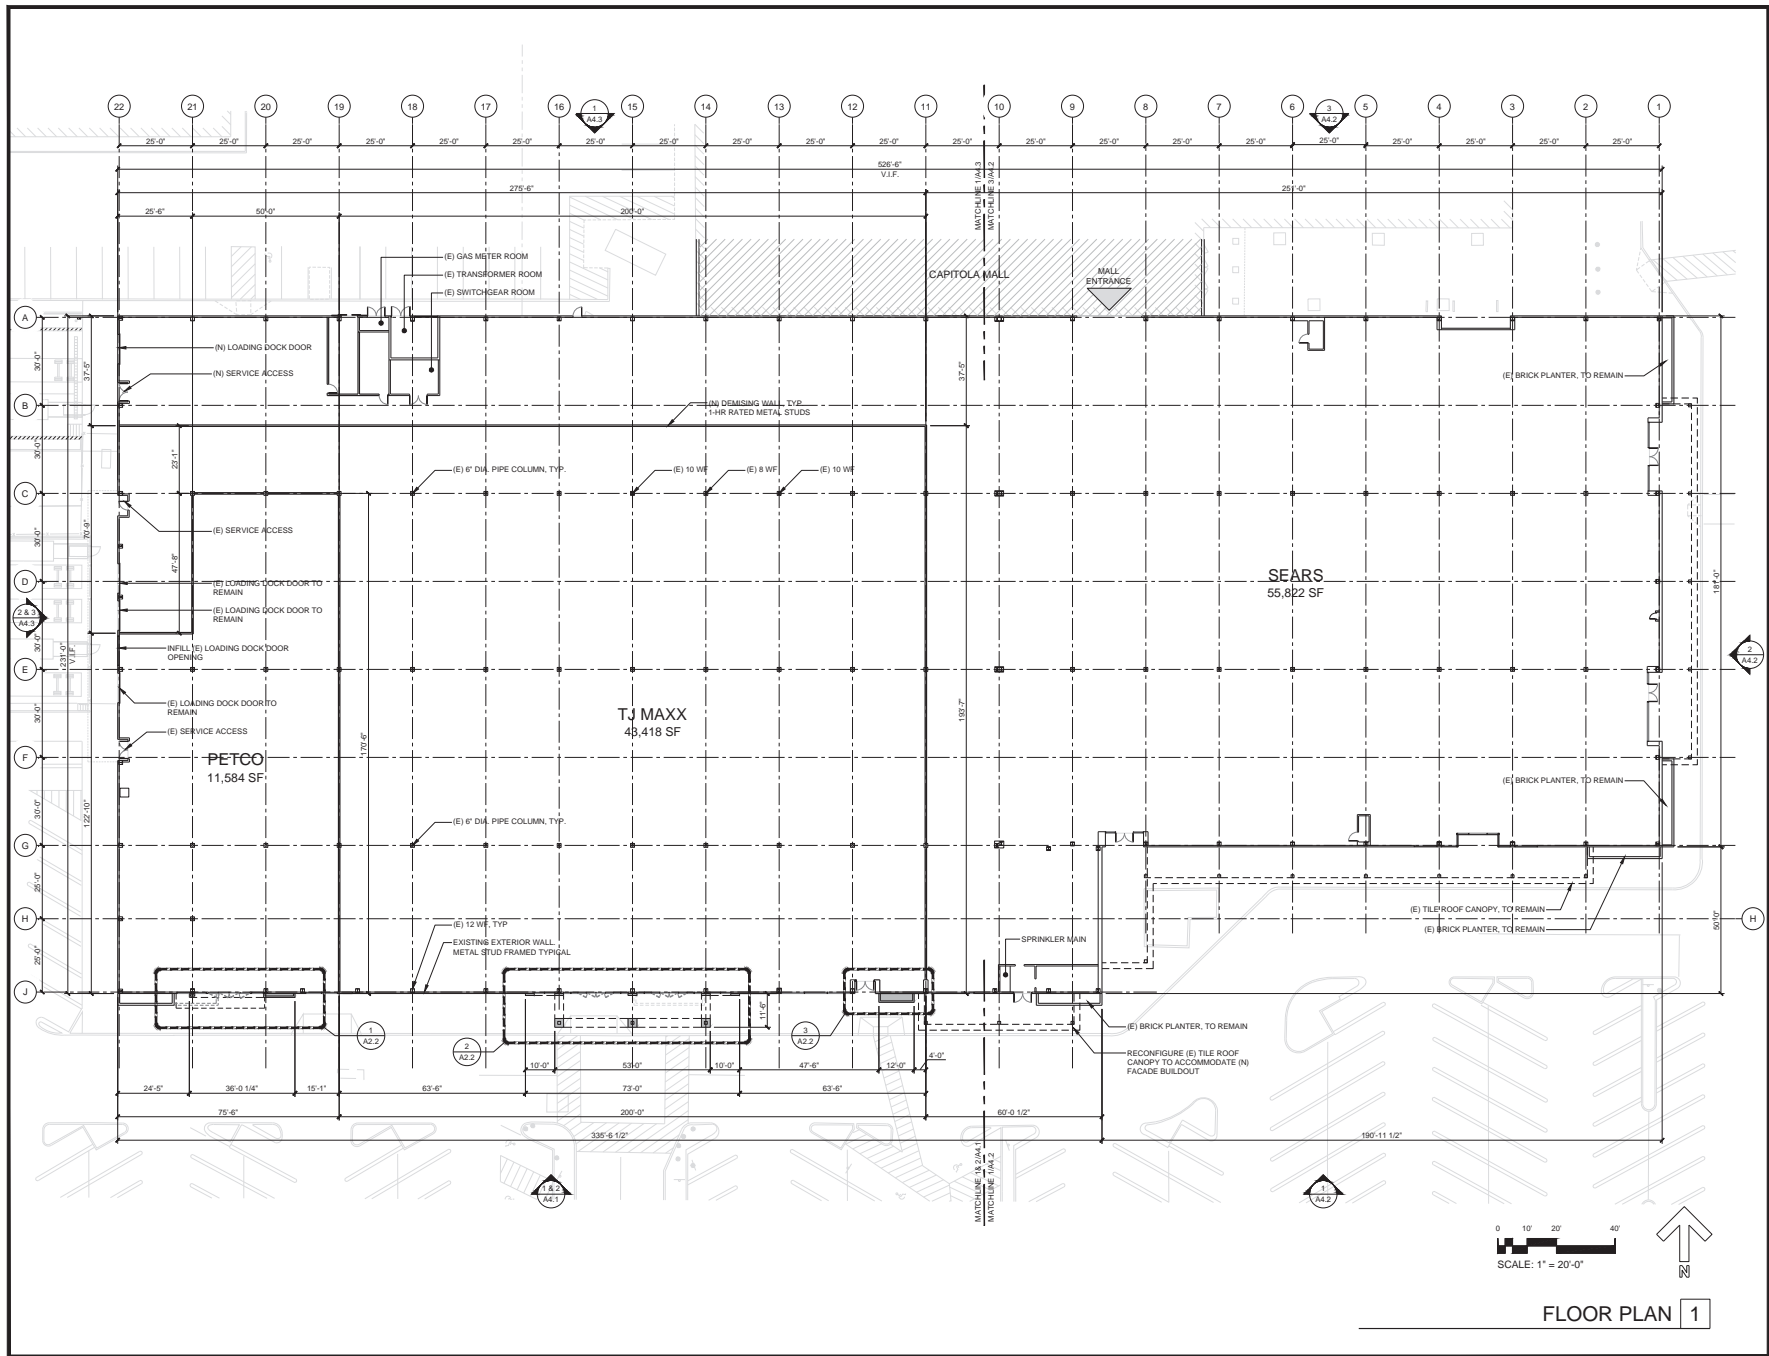 22 21 20 19 18 17 16 15 14 13 12 11 10 9 8 7 6 5 4 3 2 1
1
A4.3
3
A4.2
25'-0" 25'-0" 25'-0" 25'-0" 25'-0" 25'-0" 25'-0" 25'-0" 25'-0" 25'-0" 25'-0" 25'-0" 25'-0" 25'-0" 25'-0" 25'-0" 25'-0" 25'-0" 25'-0" 25'-0" 25'-0"
526'-6"
V.I.F.
275'-6" 251'-0"
25'-6" 50'-0" 200'-0"
MATCHLINE 1/A4.3
MATCHLINE 3/A4.2
(E) GAS METER ROOM
(E) TRANSFORMER ROOM
(E) SWITCHGEAR ROOM
CAPITOLA MALL
MALL
ENTRANCE
A
B
C
D
E
F
G
H
J
H
30'-0"
30'-0"
30'-0"
30'-0"
30'-0"
30'-0"
25'-0"
25'-0"
231'-0"
V.I.F.
37'-5"
70'-9"
122'-10"
(N) LOADING DOCK DOOR
(N) SERVICE ACCESS
37'-5"
(E) BRICK PLANTER, TO REMAIN
(N) DEMISING WALL, TYP.
1-HR RATED METAL STUDS
23'-1"
(E) 6" DIA. PIPE COLUMN, TYP.
(E) 10 WF
(E) 8 WF
(E) 10 WF
(E) SERVICE ACCESS
47'-8"
(E) LOADING DOCK DOOR TO
REMAIN
(E) LOADING DOCK DOOR TO
REMAIN
2 & 3
A4.3
INFILL (E) LOADING DOCK DOOR
OPENING
(E) LOADING DOCK DOOR TO
REMAIN
(E) SERVICE ACCESS
SEARS
55,822 SF
181'-0"
2
A4.2
TJ MAXX
43,418 SF
193'-7"
170'-6"
PETCO
11,584 SF
(E) BRICK PLANTER, TO REMAIN
(E) 6" DIA. PIPE COLUMN, TYP.
(E) 12 WF, TYP
EXISTING EXTERIOR WALL.
METAL STUD FRAMED TYPICAL
SPRINKLER MAIN
(E) TILE ROOF CANOPY, TO REMAIN
(E) BRICK PLANTER, TO REMAIN
50'-0"
11'-6"
1
A2.2
2
A2.2
3
A2.2
(E) BRICK PLANTER, TO REMAIN
RECONFIGURE (E) TILE ROOF
CANOPY TO ACCOMMODATE (N)
FACADE BUILDOUT
10'-0" 53'-0" 10'-0" 47'-6" 12'-0" 4'-0"
24'-5" 36'-0 1/4" 15'-1" 63'-6" 73'-0" 63'-6"
75'-6" 200'-0" 60'-0 1/2"
335'-6 1/2" 190'-11 1/2"
MATCHLINE 1& 2/A4.1
MATCHLINE 1/A4.2
1 & 2
A4.1
1
A4.2
0 10' 20' 40'
SCALE: 1" = 20'-0"
N
FLOOR PLAN 1